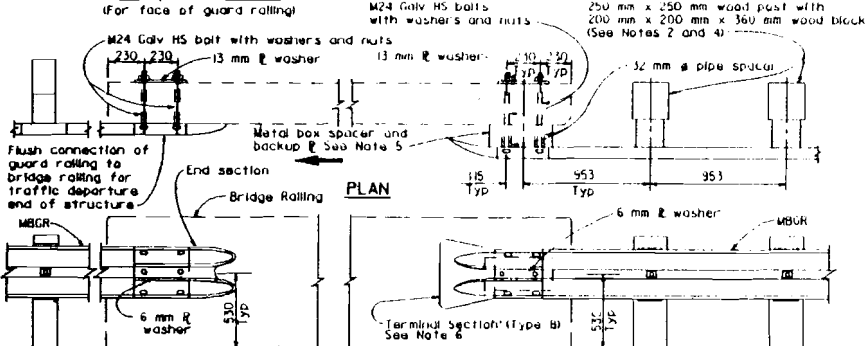 (For face of guard railing)
M24 Galv HS bolts
with washers and nuts
250 mm x 250 mm wood post with
200 mm x 200 mm x 360 mm wood block
(See Notes 2 and 4)
M24 Galv HS bolt with washers and nuts
230 230
13 mm ⅊ washer
13 mm ⅊ washer
230 230
Typ Typ
32 mm ø pipe spacer
Flush connection of
guard railing to
bridge railing for
traffic departure
end of structure
Metal box spacer and
backup ⅊ See Note 5
End section
Bridge Railing
PLAN
115
Typ
953
Typ
953
MBGR
6 mm ⅊ washer
MBGR
6 mm ⅊
washer
530
Typ
Terminal Section (Type B)
See Note 6
530
Typ